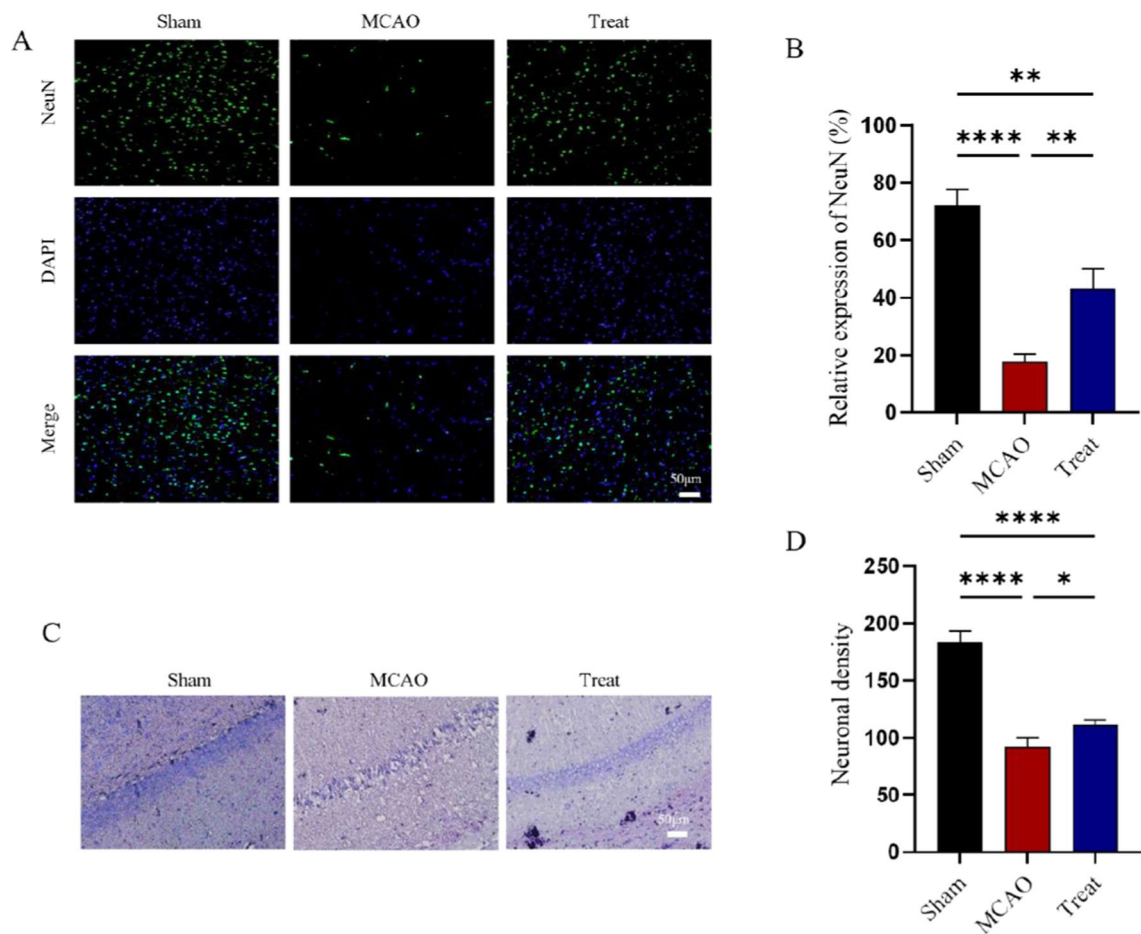 A
Sham MCAO Treat
NeuN
DAPI
Merge
50μm
B
**
**** **
Relative expression of NeuN (%)
100
80
60
40
20
0
Sham MCAO Treat
C
Sham MCAO Treat
50μm
D
****
**** *
Neuronal density
250
200
150
100
50
0
Sham MCAO Treat